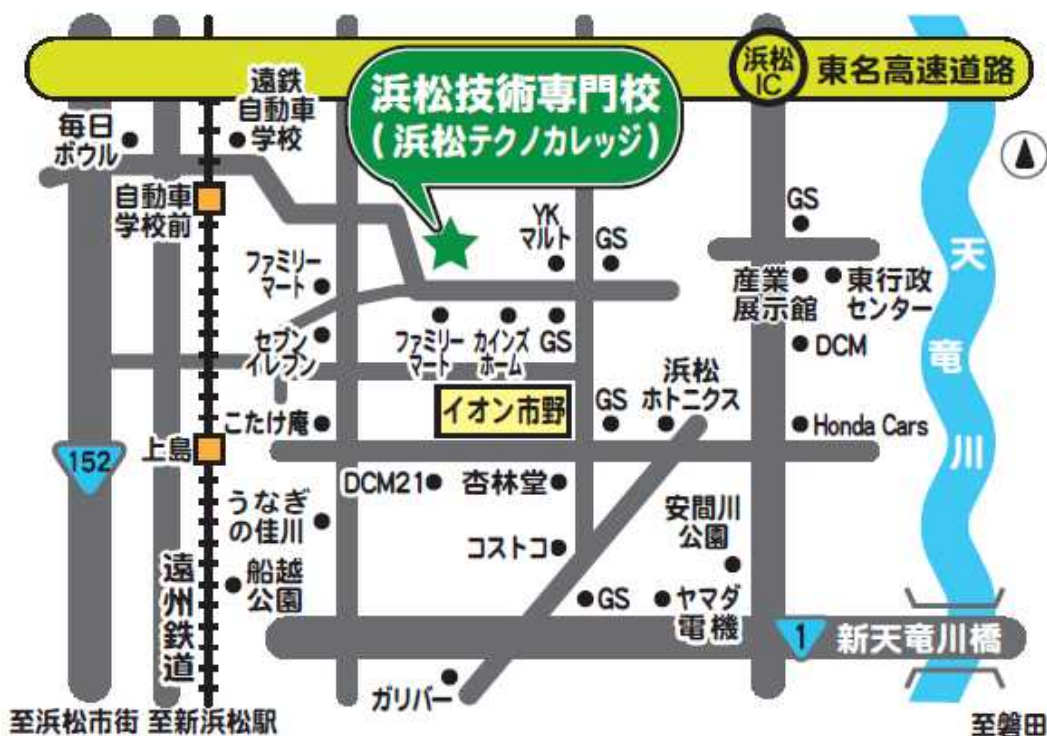 浜松
IC
東名高速道路
遠鉄
自動車
学校
浜松技術専門校
(浜松テクノカレッジ)
毎日
ボウル
自動車
学校前
YK
マルト
GS
GS
天竜川
ファミリー
マート
産業
展示館
東行政
センター
セブン
イレブン
ファミリー
マート
カインズ
ホーム
GS
DCM
浜松
ホトニクス
イオン市野
GS
こたけ庵
Honda Cars
152
上島
DCM21
杏林堂
うなぎ
の佳川
安間川
公園
コストコ
遠州鉄道
船越
公園
GS
ヤマダ
電機
1
新天竜川橋
ガリバー
至浜松市街
至新浜松駅
至磐田